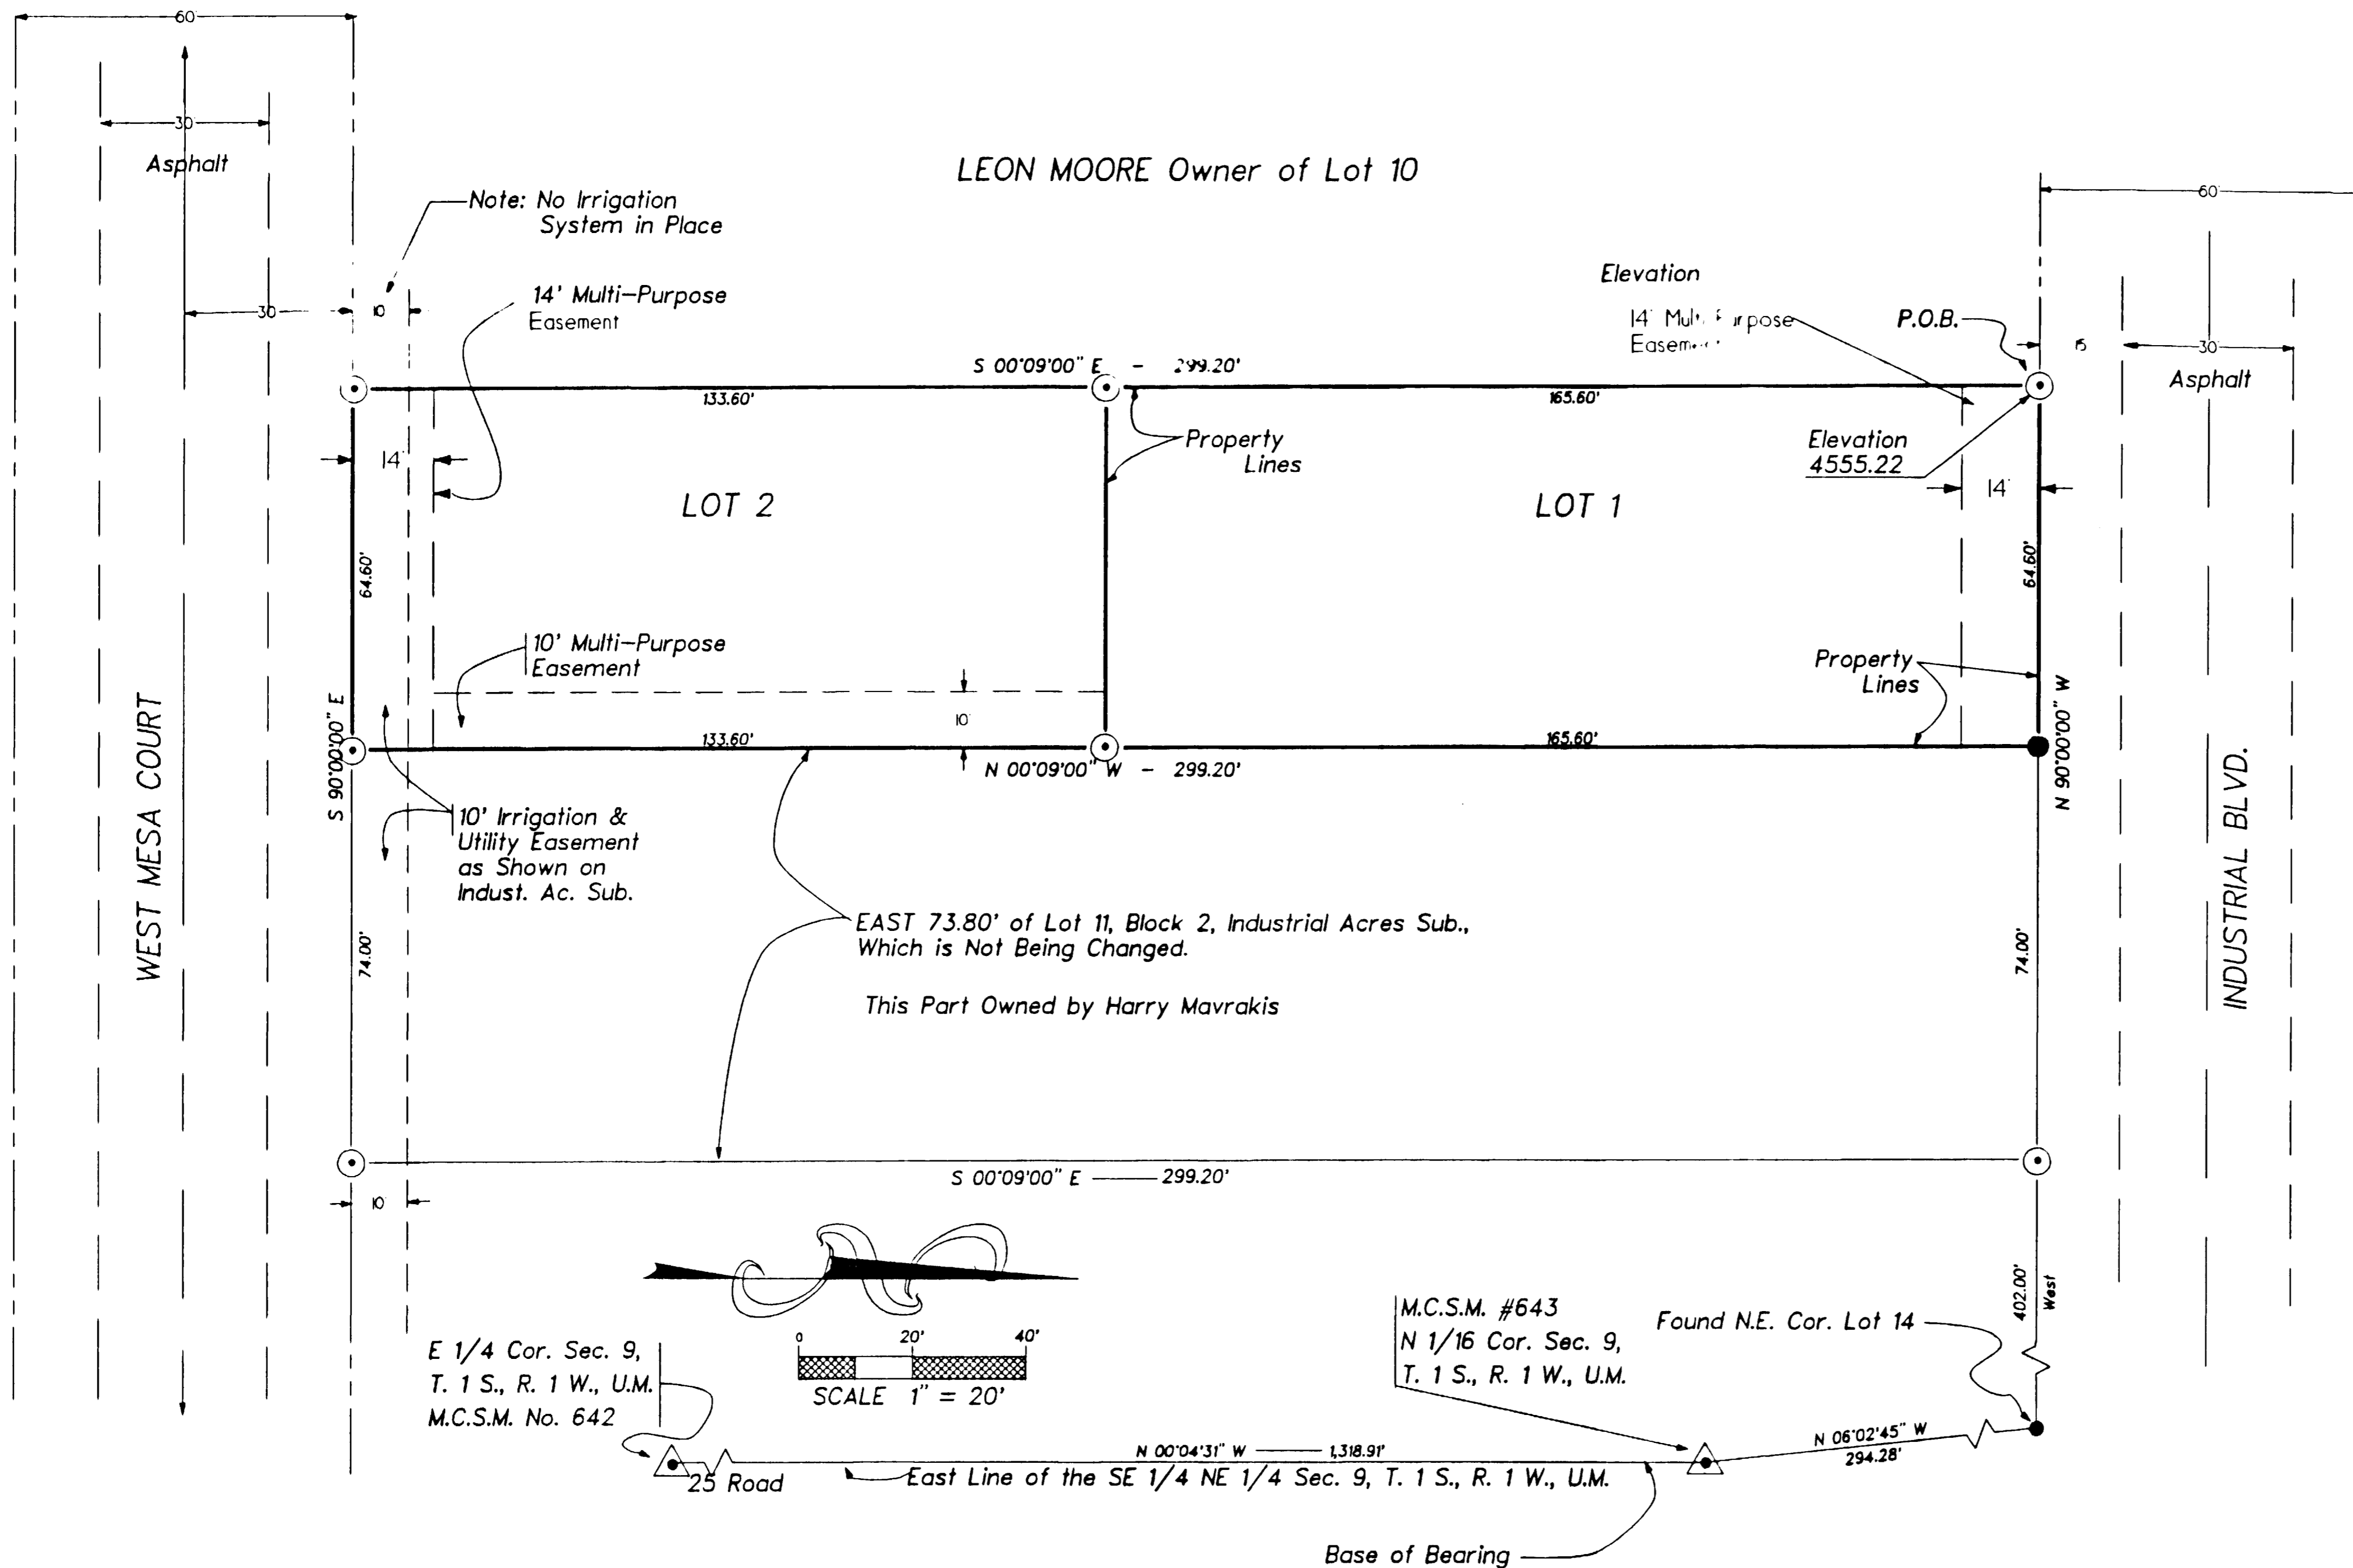 60'
60'
30'
Asphalt
LEON MOORE Owner of Lot 10
Note: No Irrigation
System in Place
14' Multi-Purpose
Easement
30'
10'
Elevation
14' Mult
Purpose
P.O.B.
15
30'
Asphalt
S 00°09'00" E - 299.20'
133.60'
165.60'
Property
Lines
Elevation
4555.22
14'
14'
LOT 2
LOT 1
64.60'
64.60'
10' Multi-Purpose
Easement
10'
Property
Lines
133.60'
165.60'
N 00°09'00" W - 299.20'
S 90°00'00" E
N 90°00'00" W
WEST MESA COURT
INDUSTRIAL BLVD.
10' Irrigation &
Utility Easement
as Shown on
Indust. Ac. Sub.
74.00'
74.00'
EAST 73.80' of Lot 11, Block 2, Industrial Acres Sub.,
Which is Not Being Changed.
This Part Owned by Harry Mavrakis
S 00°09'00" E 299.20'
10'
0 20' 40'
SCALE 1" = 20'
402.00'
West
E 1/4 Cor. Sec. 9,
T. 1 S., R. 1 W., U.M.
M.C.S.M. No. 642
M.C.S.M. #643
N 1/16 Cor. Sec. 9,
T. 1 S., R. 1 W., U.M.
Found N.E. Cor. Lot 14
N 06°02'45" W
294.28'
N 00°04'31" W 1,318.91'
25 Road
East Line of the SE 1/4 NE 1/4 Sec. 9, T. 1 S., R. 1 W., U.M.
Base of Bearing